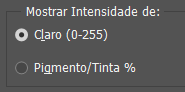 Mostrar Intensidade de:
Claro (0-255)
Pigmento/Tinta %